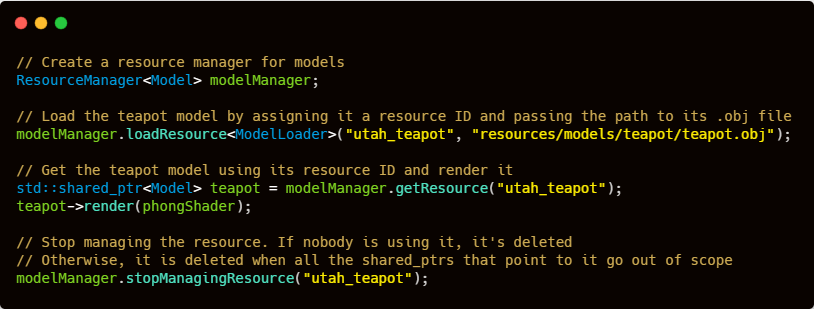 // Create a resource manager for models
ResourceManager<Model> modelManager;
// Load the teapot model by assigning it a resource ID and passing the path to its .obj file
modelManager.loadResource<ModelLoader>("utah_teapot", "resources/models/teapot/teapot.obj");
// Get the teapot model using its resource ID and render it
std::shared_ptr<Model> teapot = modelManager.getResource("utah_teapot");
teapot->render(phongShader);
// Stop managing the resource. If nobody is using it, it's deleted
// Otherwise, it is deleted when all the shared_ptrs that point to it go out of scope
modelManager.stopManagingResource("utah_teapot");